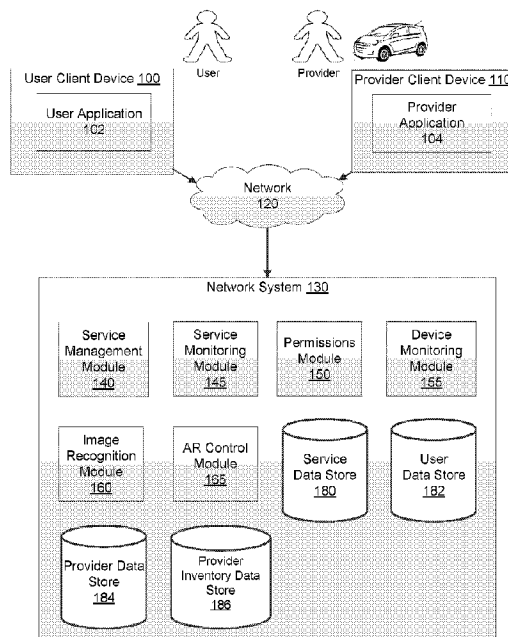 User
Provider
User Client Device 100
Provider Client Device 110
User Application
102
Provider
Application
104
Network
120
Network System 130
Service
Management
Module
140
Service
Monitoring
Module
145
Permissions
Module
150
Device
Monitoring
Module
155
Image
Recognition
Module
160
AR Control
Module
165
Service
Data Store
180
User
Data Store
182
Provider Data
Store
184
Provider
Inventory Data
Store
186